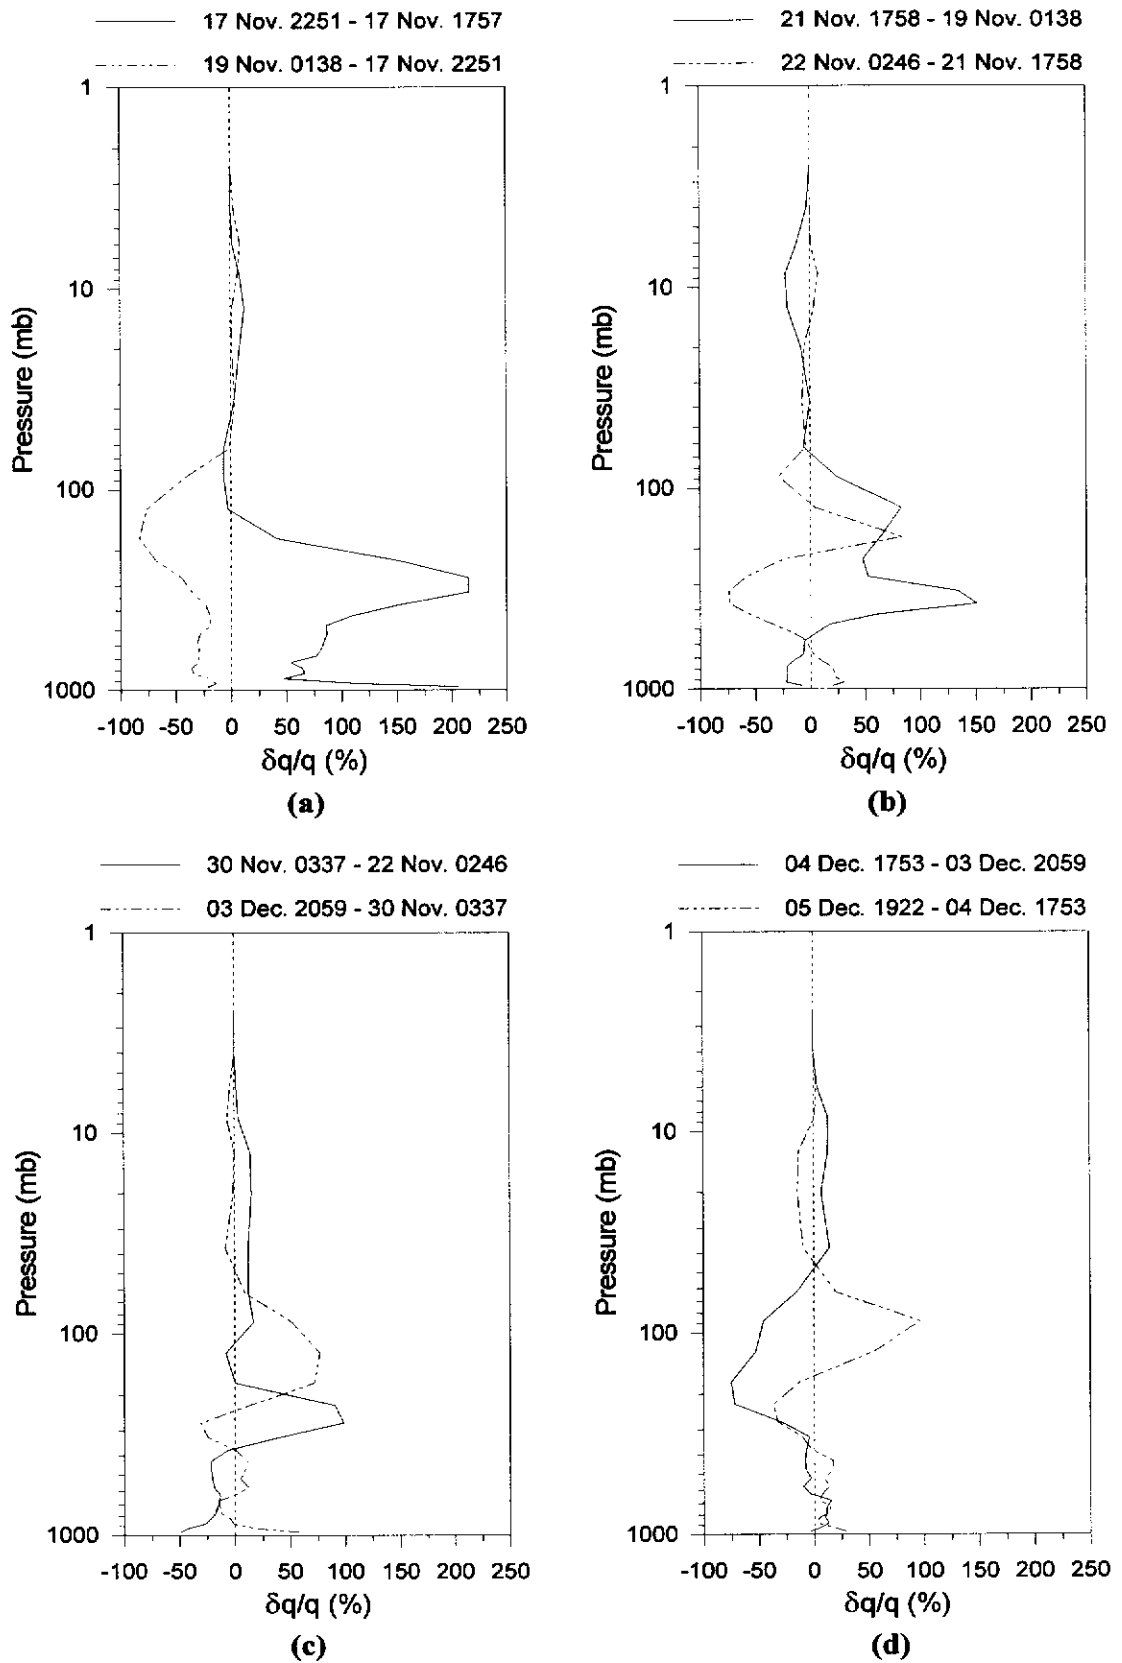 17 Nov. 2251 - 17 Nov. 1757
19 Nov. 0138 - 17 Nov. 2251
1
10
100
1000
Pressure (mb)
-100 -50 0 50 100 150 200 250
δq/q (%)
(a)
21 Nov. 1758 - 19 Nov. 0138
22 Nov. 0246 - 21 Nov. 1758
1
10
100
1000
Pressure (mb)
-100 -50 0 50 100 150 200 250
δq/q (%)
(b)
30 Nov. 0337 - 22 Nov. 0246
03 Dec. 2059 - 30 Nov. 0337
1
10
100
1000
Pressure (mb)
-100 -50 0 50 100 150 200 250
δq/q (%)
(c)
04 Dec. 1753 - 03 Dec. 2059
05 Dec. 1922 - 04 Dec. 1753
1
10
100
1000
Pressure (mb)
-100 -50 0 50 100 150 200 250
δq/q (%)
(d)